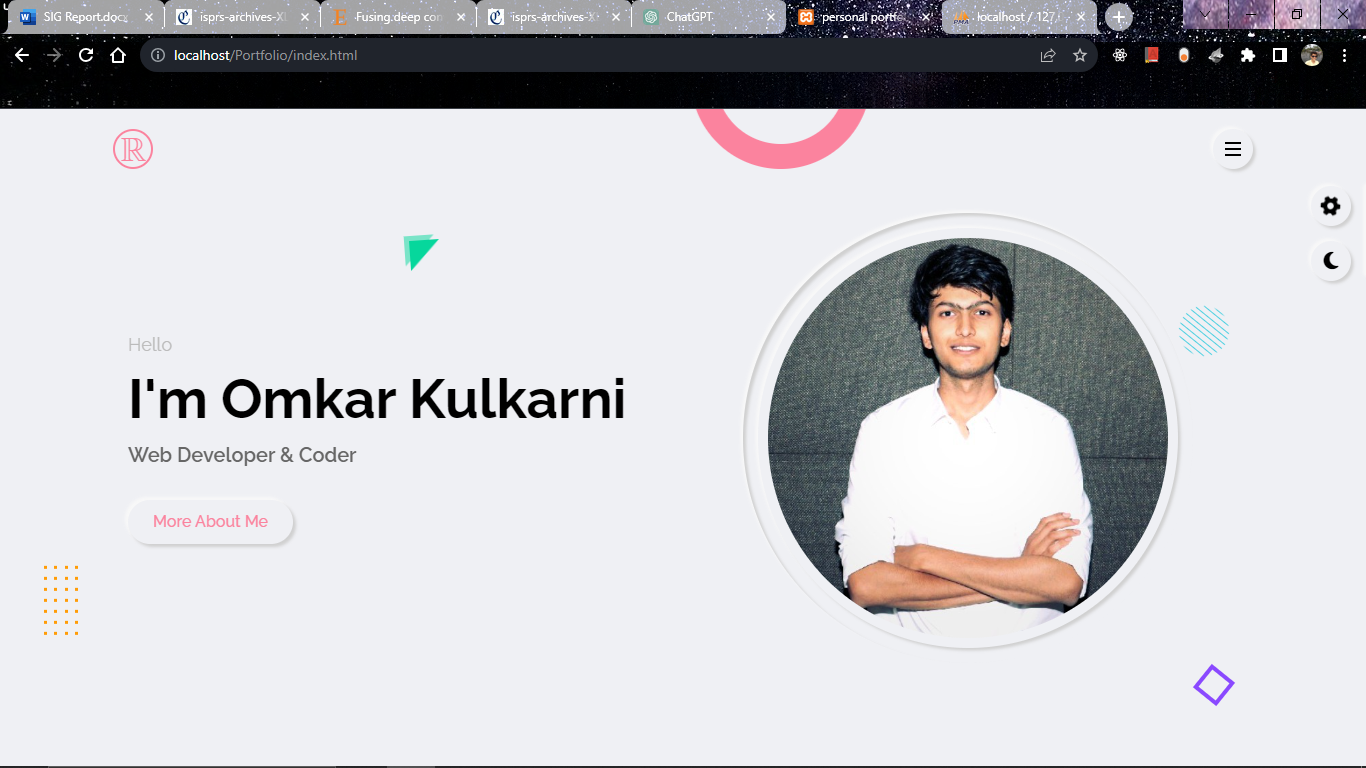 SIG Report.docx
isprs-archives-XL
Fusing.deep con
isprs-archives-X
ChatGPT
personal portfo
localhost / 127.
localhost/Portfolio/index.html
ℝ
Hello
I'm Omkar Kulkarni
Web Developer & Coder
More About Me